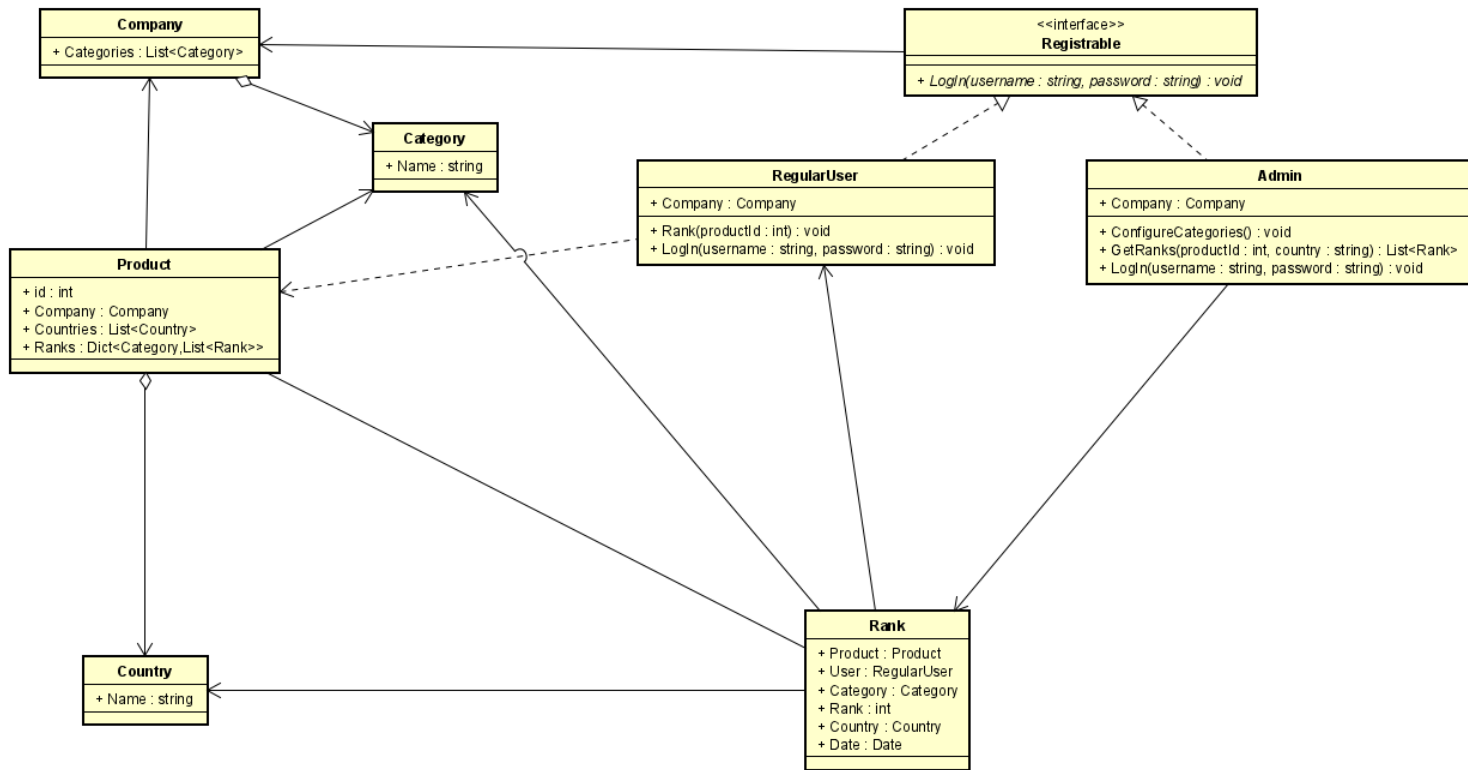 Company
+ Categories : List<Category>
<<interface>>
Registrable
+ LogIn(username : string, password : string) : void
Category
+ Name : string
RegularUser
+ Company : Company
+ Rank(productId : int) : void
+ LogIn(username : string, password : string) : void
Admin
+ Company : Company
+ ConfigureCategories() : void
+ GetRanks(productId : int, country : string) : List<Rank>
+ LogIn(username : string, password : string) : void
Product
+ id : int
+ Company : Company
+ Countries : List<Country>
+ Ranks : Dict<Category,List<Rank>>
Country
+ Name : string
Rank
+ Product : Product
+ User : RegularUser
+ Category : Category
+ Rank : int
+ Country : Country
+ Date : Date